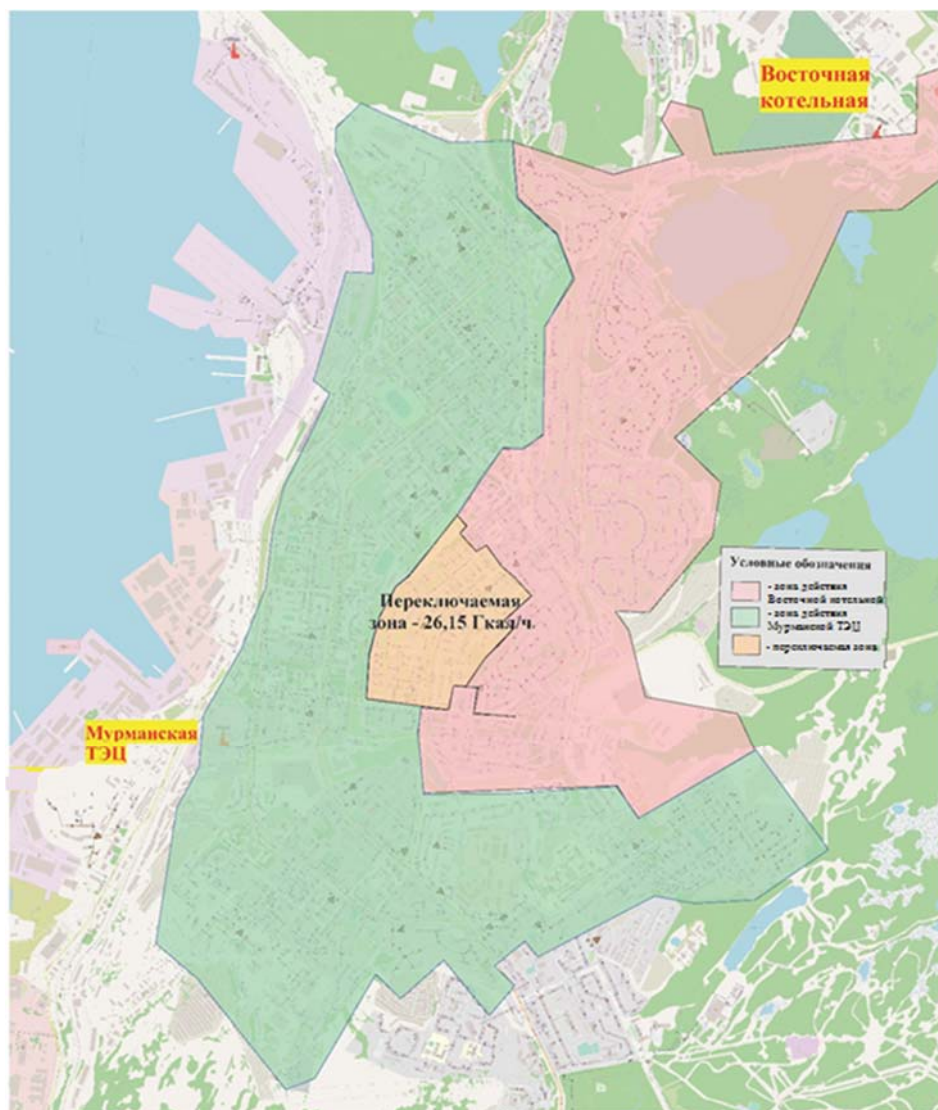 Восточная
котельная
Условные обозначения
- зона действия
Восточной котельной
- зона действия
Мурманской ТЭЦ
- переключаемая зона
Переключаемая
зона - 26,15 Гкал/ч.
Мурманская
ТЭЦ